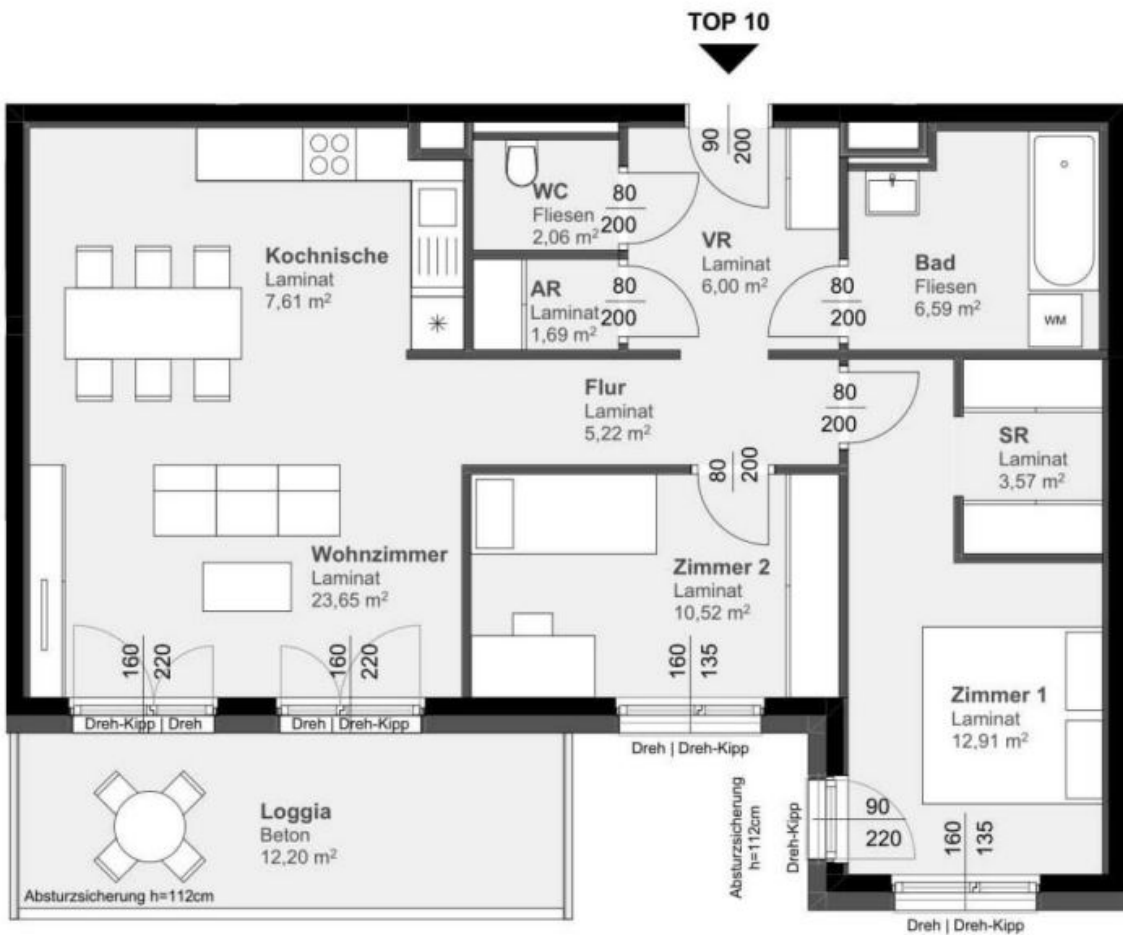 TOP 10
90
200
WC
Fliesen
2,06 m²
80
200
Kochnische
Laminat
7,61 m²
VR
Laminat
6,00 m²
Bad
Fliesen
6,59 m²
AR
Laminat
1,69 m²
80
200
80
200
WM
Flur
Laminat
5,22 m²
80
200
SR
Laminat
3,57 m²
80
200
Wohnzimmer
Laminat
23,65 m²
Zimmer 2
Laminat
10,52 m²
160
220
160
220
160
135
Zimmer 1
Laminat
12,91 m²
Dreh-Kipp | Dreh
Dreh | Dreh-Kipp
Dreh | Dreh-Kipp
Loggia
Beton
12,20 m²
Absturzsicherung
h=112cm
Dreh-Kipp
90
220
160
135
Absturzsicherung h=112cm
Dreh | Dreh-Kipp